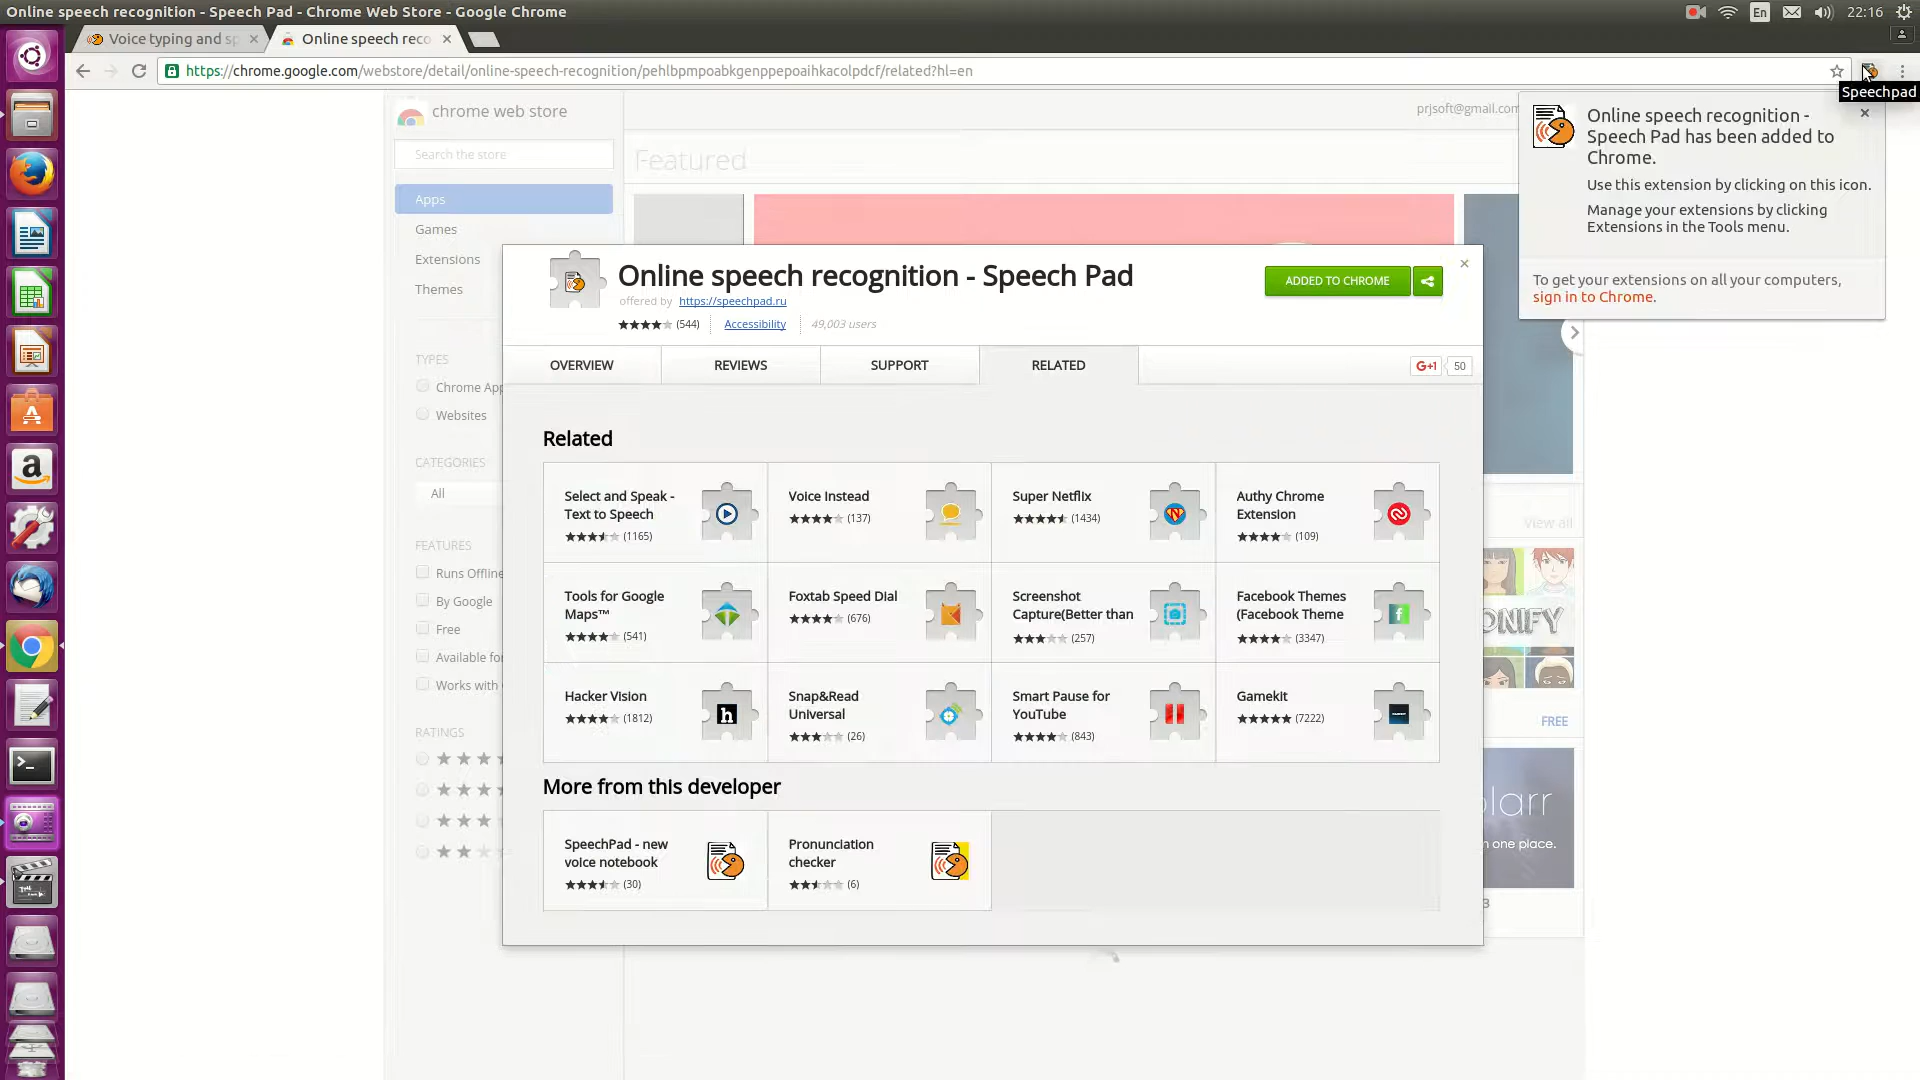 Online speech recognition - Speech Pad - Chrome Web Store - Google Chrome
En
22:16
Voice typing and sp
Online speech reco
https://chrome.google.com/webstore/detail/online-speech-recognition/pehlbpmpoabkgenppepoaihkacolpdcf/related?hl=en
Speechpad
chrome web store
prjsoft@gmail.com
Search the store
Featured
Apps
Games
Extensions
Themes
TYPES
Chrome App
Websites
CATEGORIES
All
FEATURES
Runs Offline
By Google
Free
Available for
Works with
RATINGS
Online speech recognition -
Speech Pad has been added to
Chrome.
Use this extension by clicking on this icon.
Manage your extensions by clicking
Extensions in the Tools menu.
To get your extensions on all your computers,
sign in to Chrome.
Online speech recognition - Speech Pad
offered by https://speechpad.ru
(544) Accessibility 49,003 users
ADDED TO CHROME
OVERVIEW REVIEWS SUPPORT RELATED
G+1 50
Related
Select and Speak -
Text to Speech
(1165)
Voice Instead
(137)
Super Netflix
(1434)
Authy Chrome
Extension
(109)
Tools for Google
Maps™
(541)
Foxtab Speed Dial
(676)
Screenshot
Capture(Better than
(257)
Facebook Themes
(Facebook Theme
(3347)
Hacker Vision
(1812)
h
Snap&Read
Universal
(26)
Smart Pause for
YouTube
(843)
Gamekit
(7222)
More from this developer
SpeechPad - new
voice notebook
(30)
Pronunciation
checker
(6)
View all
ONIFY
FREE
olarr
n one place.
3